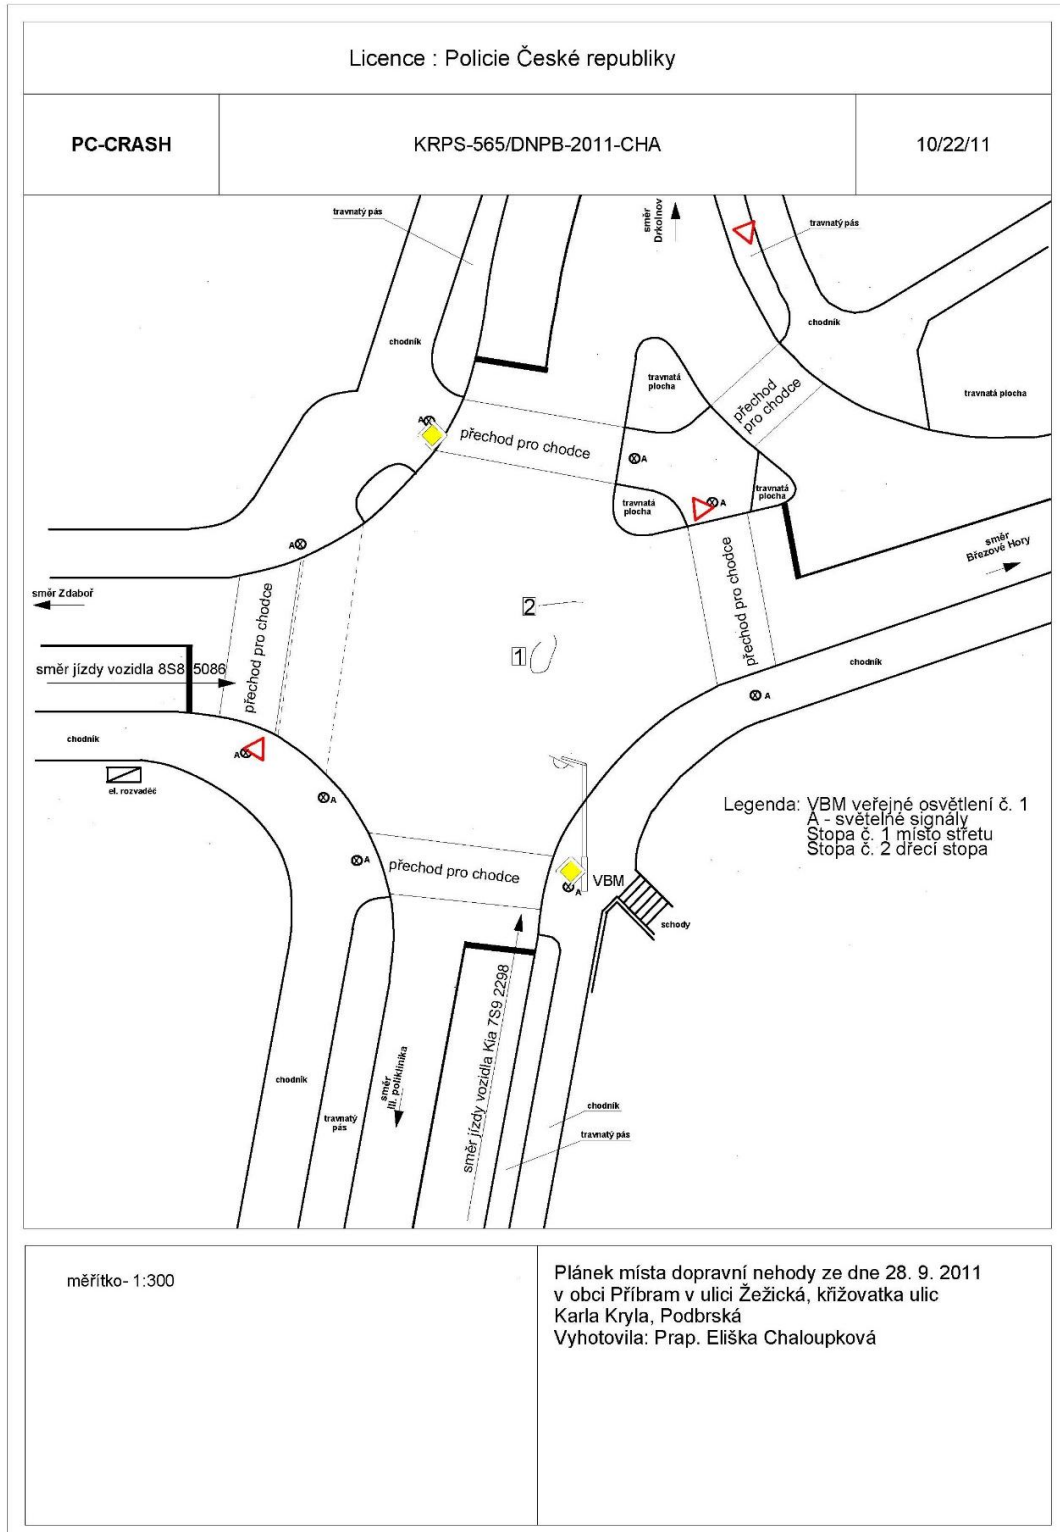 Licence : Policie České republiky
PC-CRASH
KRPS-565/DNPB-2011-CHA
10/22/11
travnatý pás
směr
Drkolnov
travnatý pás
chodník
chodník
travnatá
plocha
travnatá plocha
přechod
pro chodce
A
přechod pro chodce
A
travnatá
plocha
travnatá
plocha
A
A
směr
Březové Hory
směr Zdaboř
přechod pro chodce
2
1
přechod pro chodce
směr jízdy vozidla 8S8 5086
chodník
A
chodník
A
el. rozvaděč
A
Legenda: VBM veřejné osvětlení č. 1
A - světelné signály
Stopa č. 1 místo střetu
Stopa č. 2 dřecí stopa
A
přechod pro chodce
VBM
A
schody
směr jízdy vozidla Kia 7S9 2298
směr
III. poliklinika
chodník
travnatý
pás
chodník
travnatý pás
měřítko- 1:300
Plánek místa dopravní nehody ze dne 28. 9. 2011
v obci Příbram v ulici Žežická, křižovatka ulic
Karla Kryla, Podbrská
Vyhotovila: Prap. Eliška Chaloupková